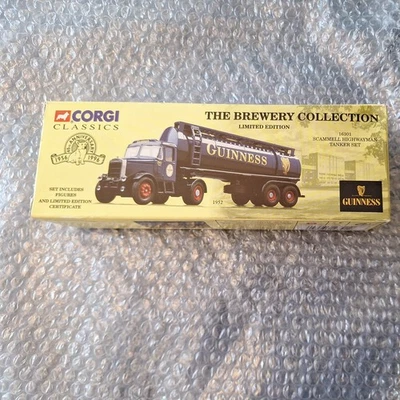 CORGI
CLASSICS
ANNIVERSARY
1956 1996
SET INCLUDES
FIGURES
AND LIMITED EDITION
CERTIFICATE
THE BREWERY COLLECTION
LIMITED EDITION
16301
SCAMMELL HIGHWAYMAN
TANKER SET
GUINNESS
1952
GUINNESS